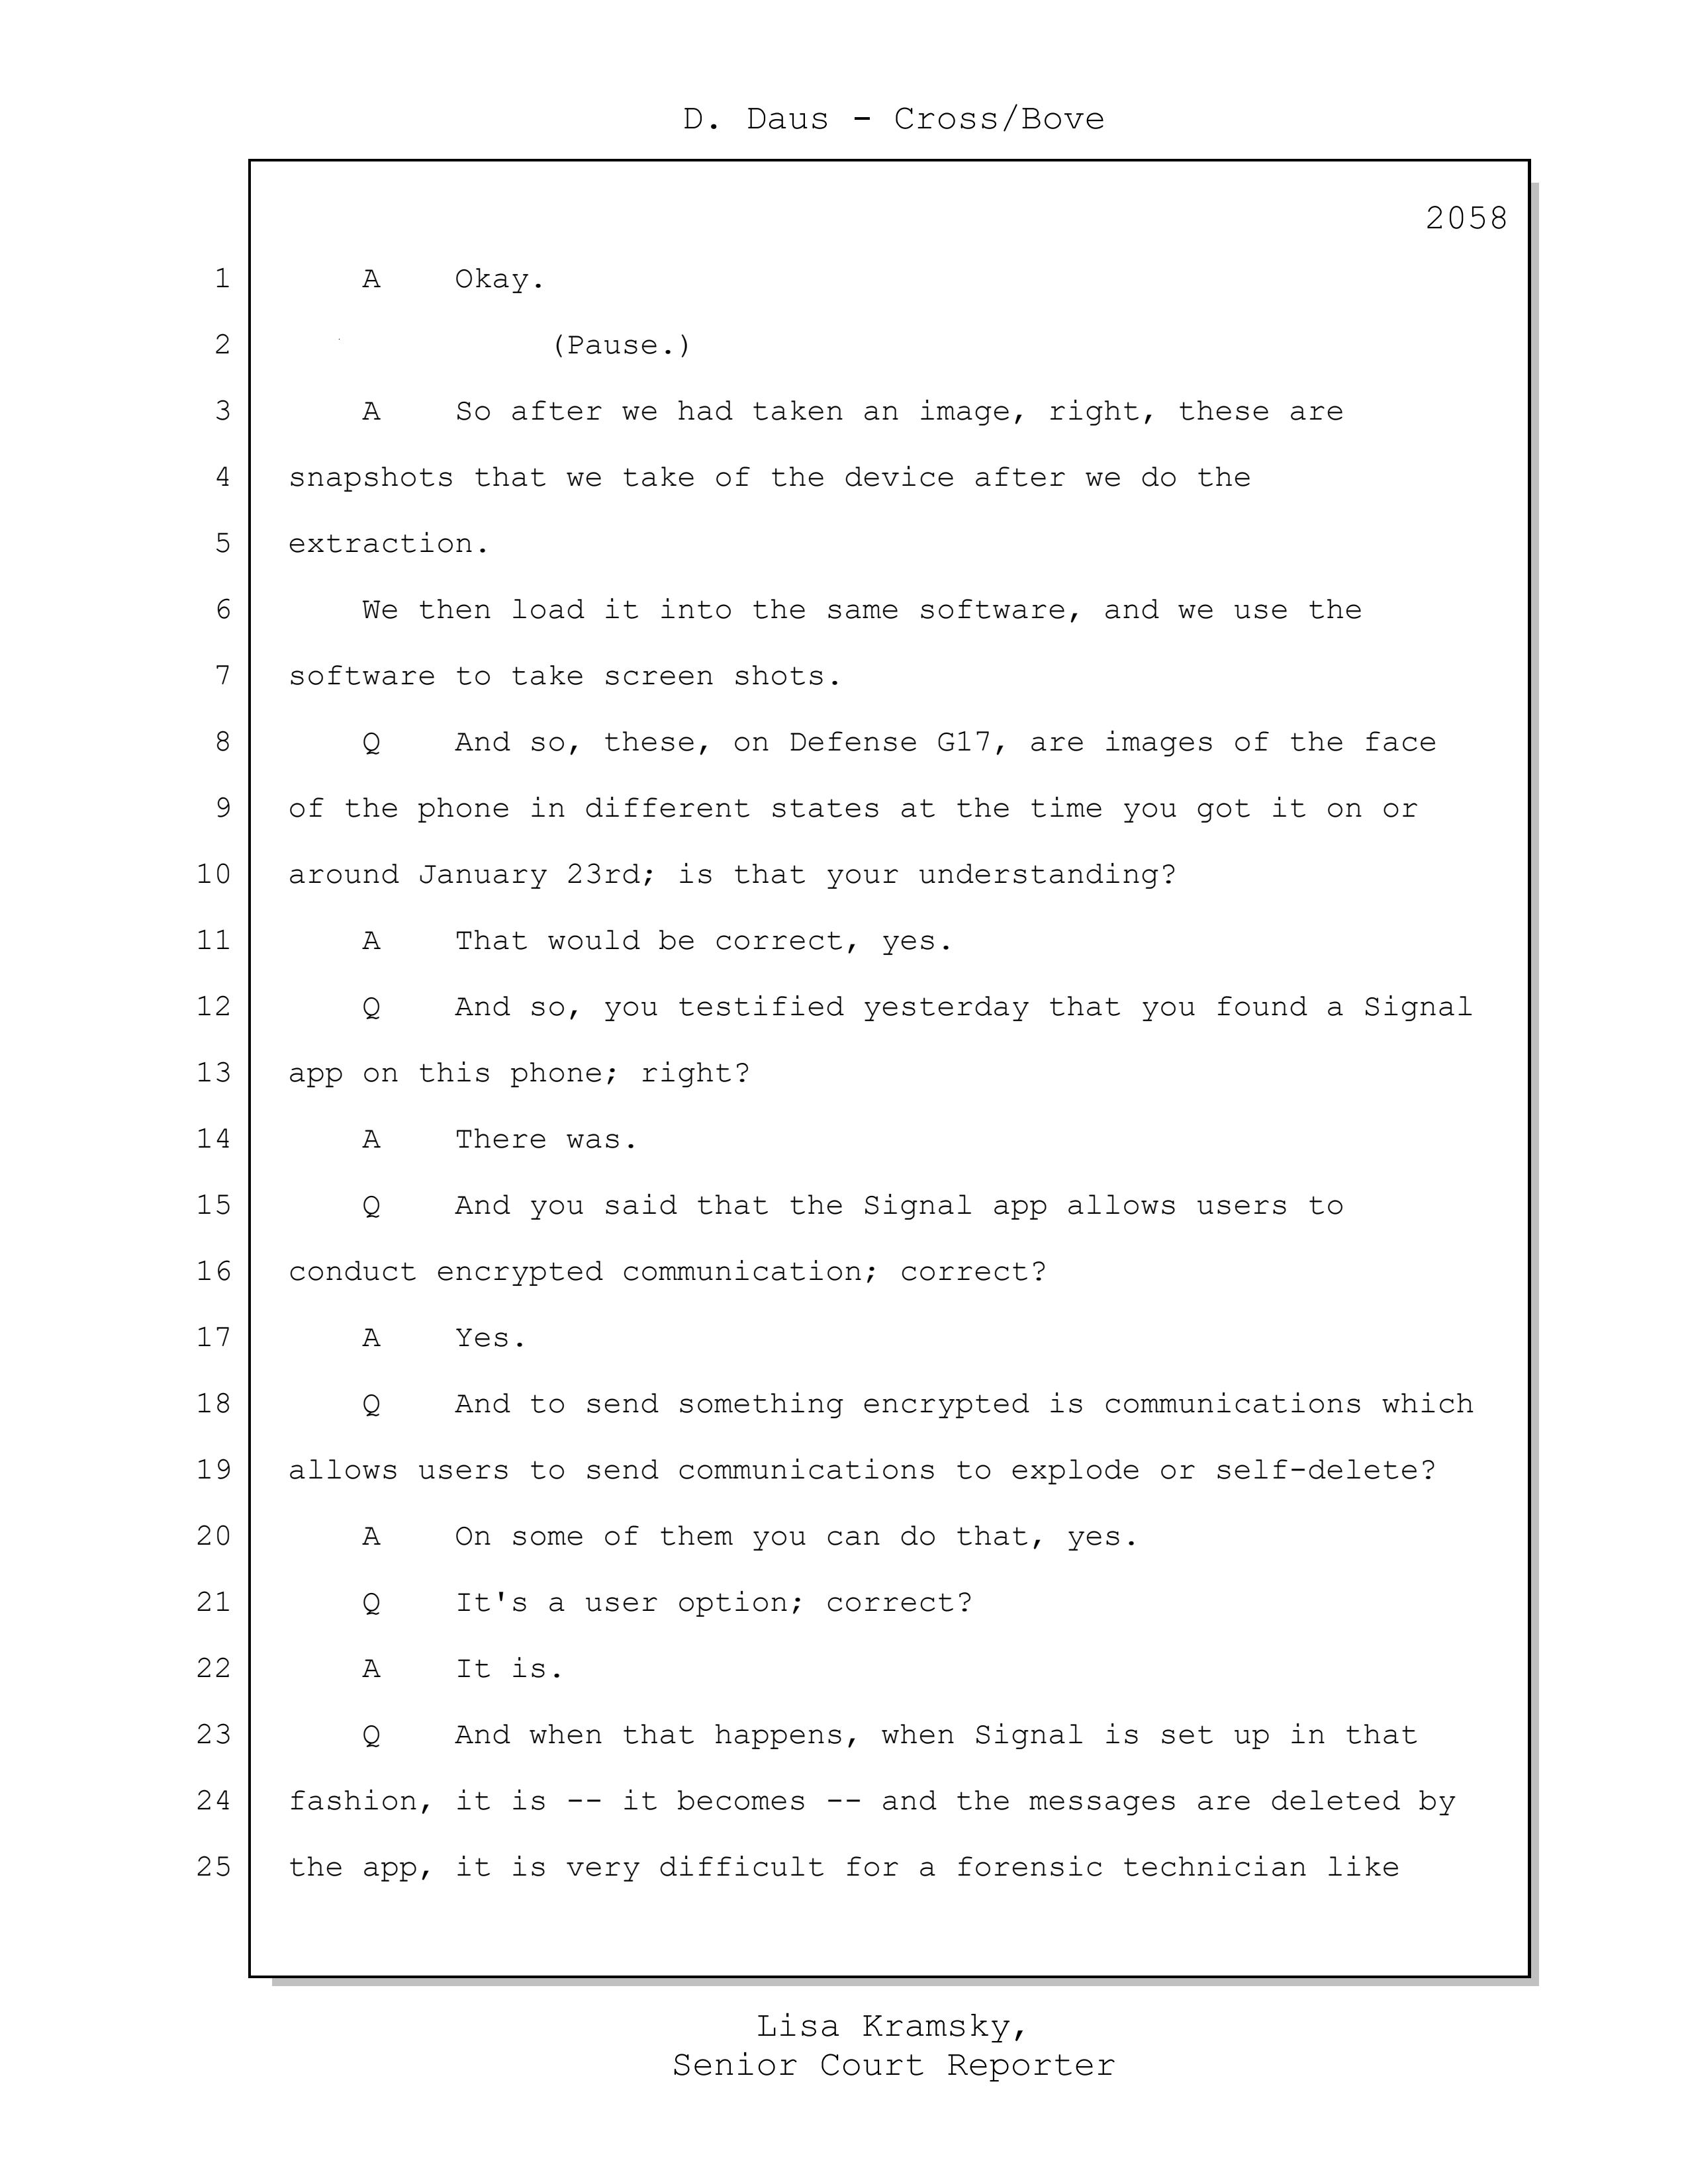 D. Daus - Cross/Bove
2058
1 A Okay.
2 (Pause.)
3 A So after we had taken an image, right, these are
4 snapshots that we take of the device after we do the
5 extraction.
6 We then load it into the same software, and we use the
7 software to take screen shots.
8 Q And so, these, on Defense G17, are images of the face
9 of the phone in different states at the time you got it on or
10 around January 23rd; is that your understanding?
11 A That would be correct, yes.
12 Q And so, you testified yesterday that you found a Signal
13 app on this phone; right?
14 A There was.
15 Q And you said that the Signal app allows users to
16 conduct encrypted communication; correct?
17 A Yes.
18 Q And to send something encrypted is communications which
19 allows users to send communications to explode or self-delete?
20 A On some of them you can do that, yes.
21 Q It's a user option; correct?
22 A It is.
23 Q And when that happens, when Signal is set up in that
24 fashion, it is -- it becomes -- and the messages are deleted by
25 the app, it is very difficult for a forensic technician like
Lisa Kramsky,
Senior Court Reporter